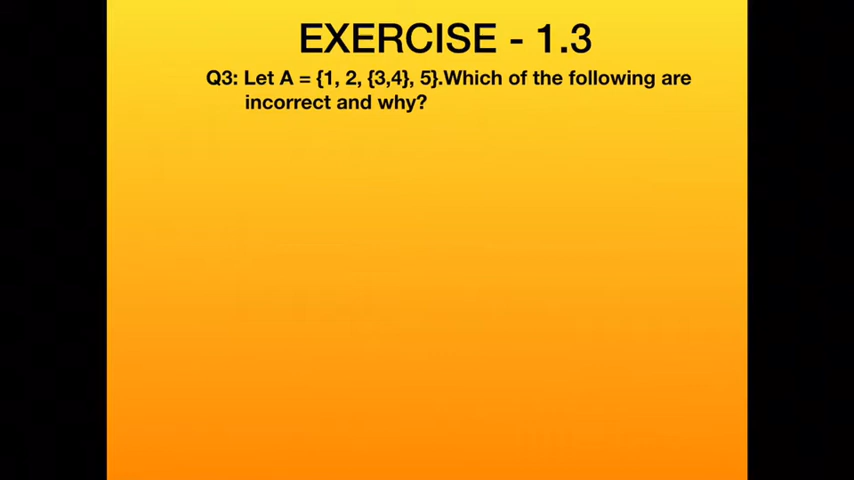 EXERCISE - 1.3
Q3: Let A = {1, 2, {3,4}, 5}.Which of the following are
incorrect and why?